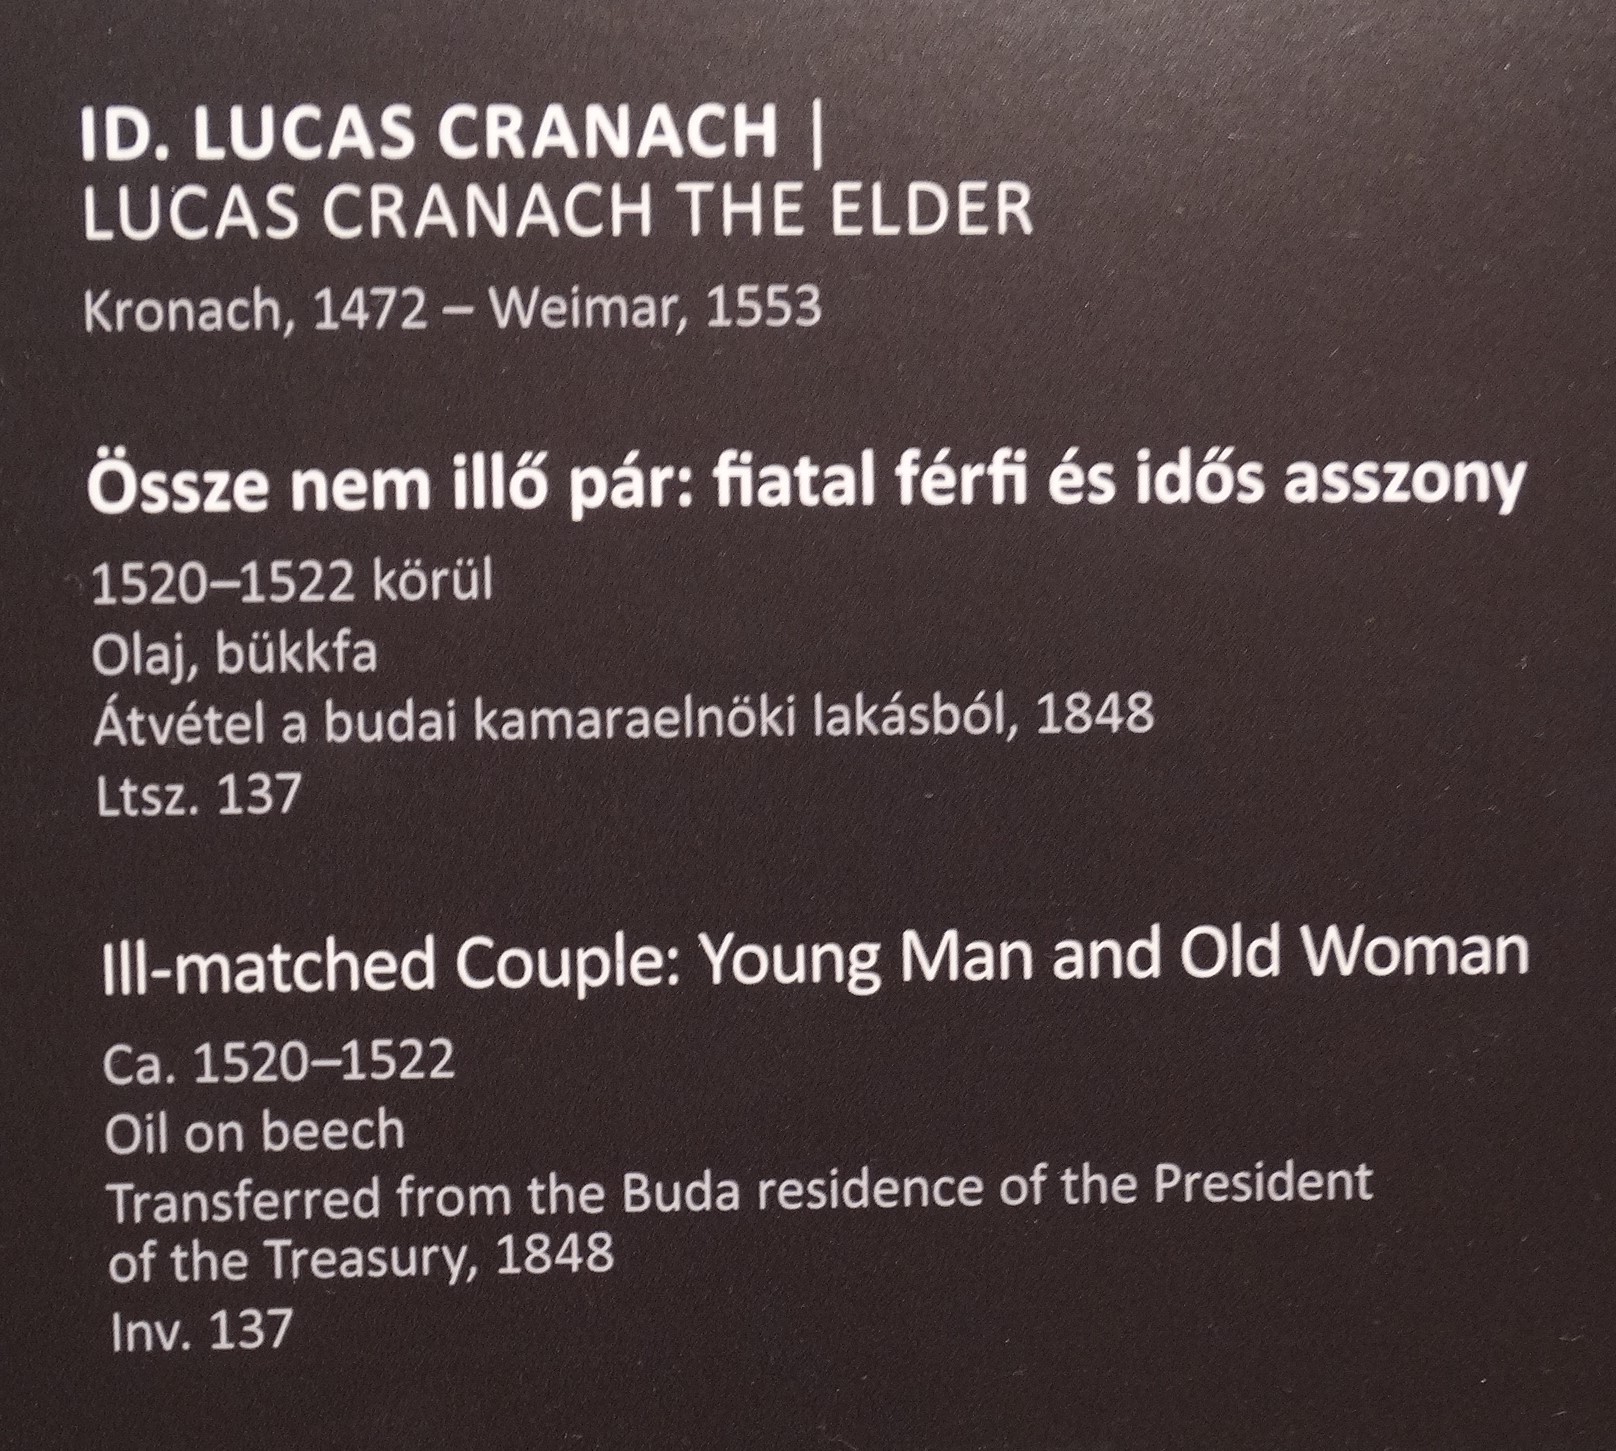 ID. LUCAS CRANACH |
LUCAS CRANACH THE ELDER
Kronach, 1472 – Weimar, 1553
Össze nem illő pár: fiatal férfi és idős asszony
1520–1522 körül
Olaj, bükkfa
Átvétel a budai kamaraelnöki lakásból, 1848
Ltsz. 137
Ill-matched Couple: Young Man and Old Woman
Ca. 1520–1522
Oil on beech
Transferred from the Buda residence of the President
of the Treasury, 1848
Inv. 137